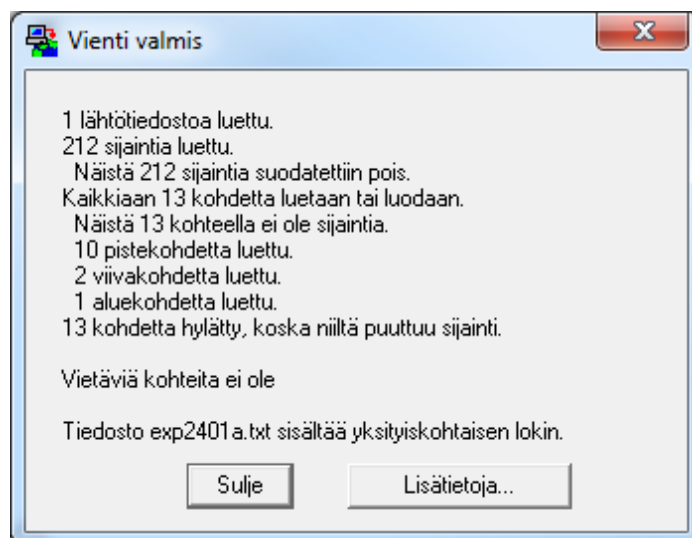 Vienti valmis
1 lähtötiedostoa luettu.
212 sijaintia luettu.
Näistä 212 sijaintia suodatettiin pois.
Kaikkiaan 13 kohdetta luetaan tai luodaan.
Näistä 13 kohteella ei ole sijaintia.
10 pistekohdetta luettu.
2 viivakohdetta luettu.
1 aluekohdetta luettu.
13 kohdetta hylätty, koska niiltä puuttuu sijainti.
Vietäviä kohteita ei ole
Tiedosto exp2401a.txt sisältää yksityiskohtaisen lokin.
Sulje Lisätietoja...